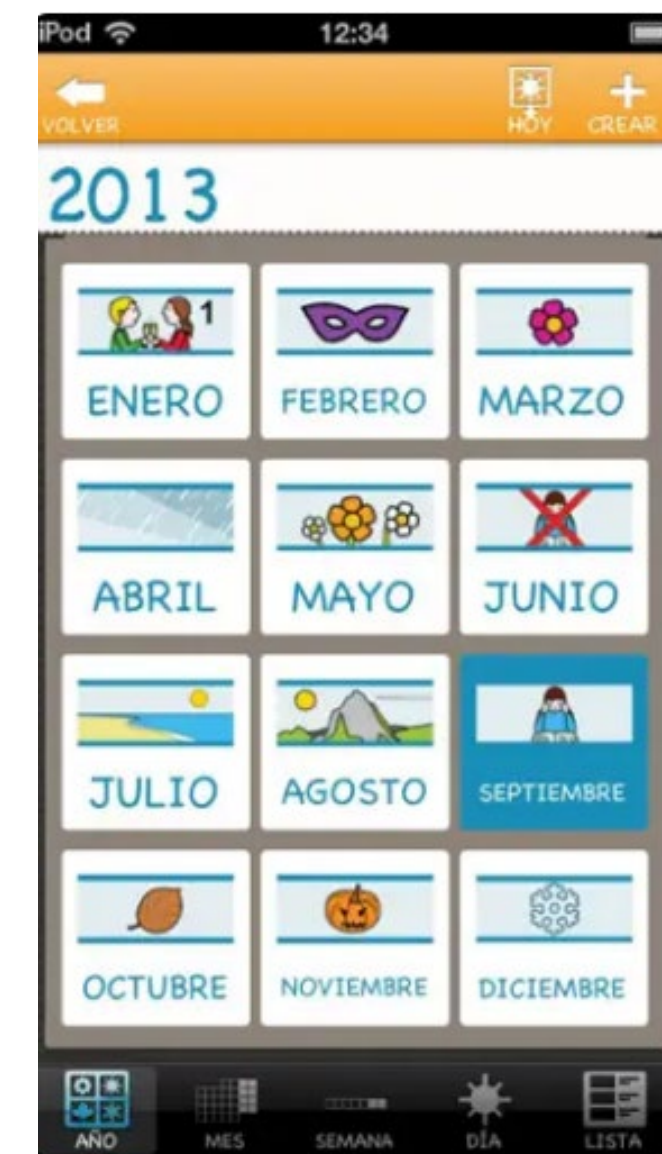 iPod 12:34
VOLVER HOY CREAR
2013
1
ENERO FEBRERO MARZO
ABRIL MAYO JUNIO
JULIO AGOSTO SEPTIEMBRE
OCTUBRE NOVIEMBRE DICIEMBRE
AÑO MES SEMANA DÍA LISTA